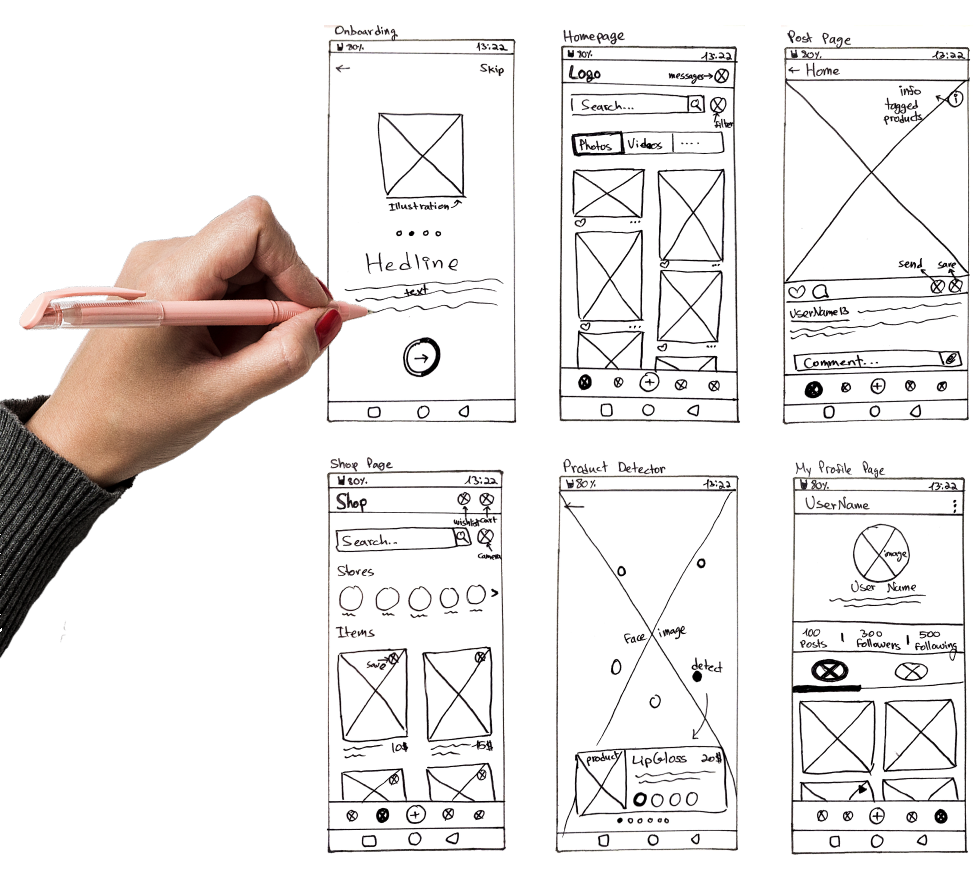 Onboarding
80% 13:22
Skip
Illustration
Hedline
text
Homepage
80% 13:22
Logo messages
Search...
filter
Photos Videos ....
Post Page
80% 13:22
Home
info
tagged
products
i
send save
UserName13
Comment...
Shop Page
80% 13:22
Shop
wishlist cart
Search...
camera
Stores
Items
save
10$ 15$
Product Detector
80% 13:22
Face image
detect
product LipGloss 20$
My Profile Page
80% 13:22
UserName
image
User Name
100 | 300 | 500
Posts Followers Following